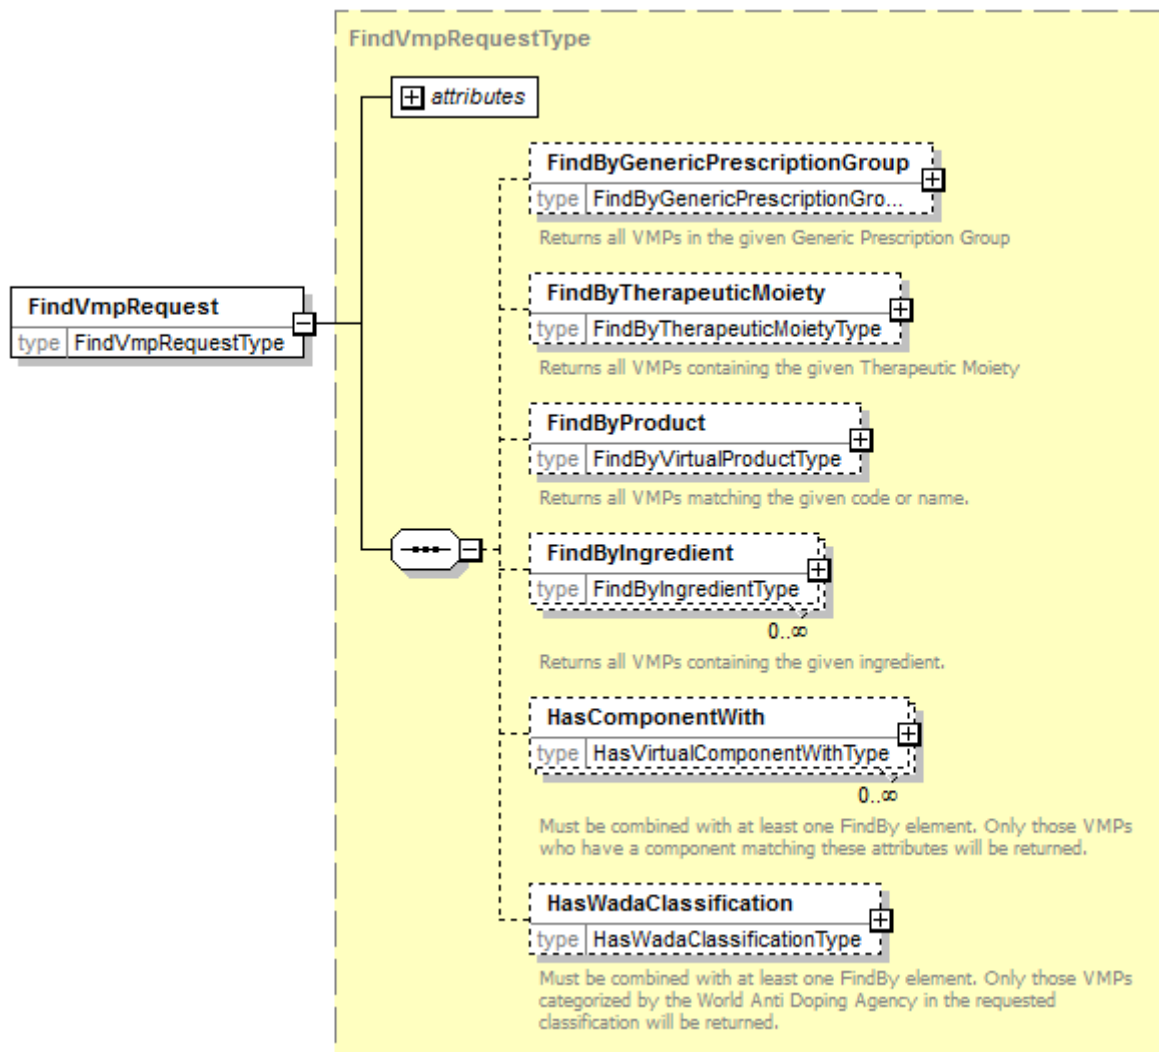 FindVmpRequestType
attributes
FindByGenericPrescriptionGroup
type FindByGenericPrescriptionGro...
Returns all VMPs in the given Generic Prescription Group
FindVmpRequest
type FindVmpRequestType
FindByTherapeuticMoiety
type FindByTherapeuticMoietyType
Returns all VMPs containing the given Therapeutic Moiety
FindByProduct
type FindByVirtualProductType
Returns all VMPs matching the given code or name.
FindByIngredient
type FindByIngredientType
0..∞
Returns all VMPs containing the given ingredient.
HasComponentWith
type HasVirtualComponentWithType
0..∞
Must be combined with at least one FindBy element. Only those VMPs
who have a component matching these attributes will be returned.
HasWadaClassification
type HasWadaClassificationType
Must be combined with at least one FindBy element. Only those VMPs
categorized by the World Anti Doping Agency in the requested
classification will be returned.